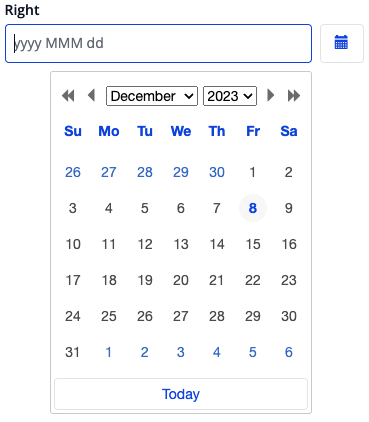 Right
yyyy MMM dd
December 2023
Su Mo Tu We Th Fr Sa
26 27 28 29 30 1 2
3 4 5 6 7 8 9
10 11 12 13 14 15 16
17 18 19 20 21 22 23
24 25 26 27 28 29 30
31 1 2 3 4 5 6
Today